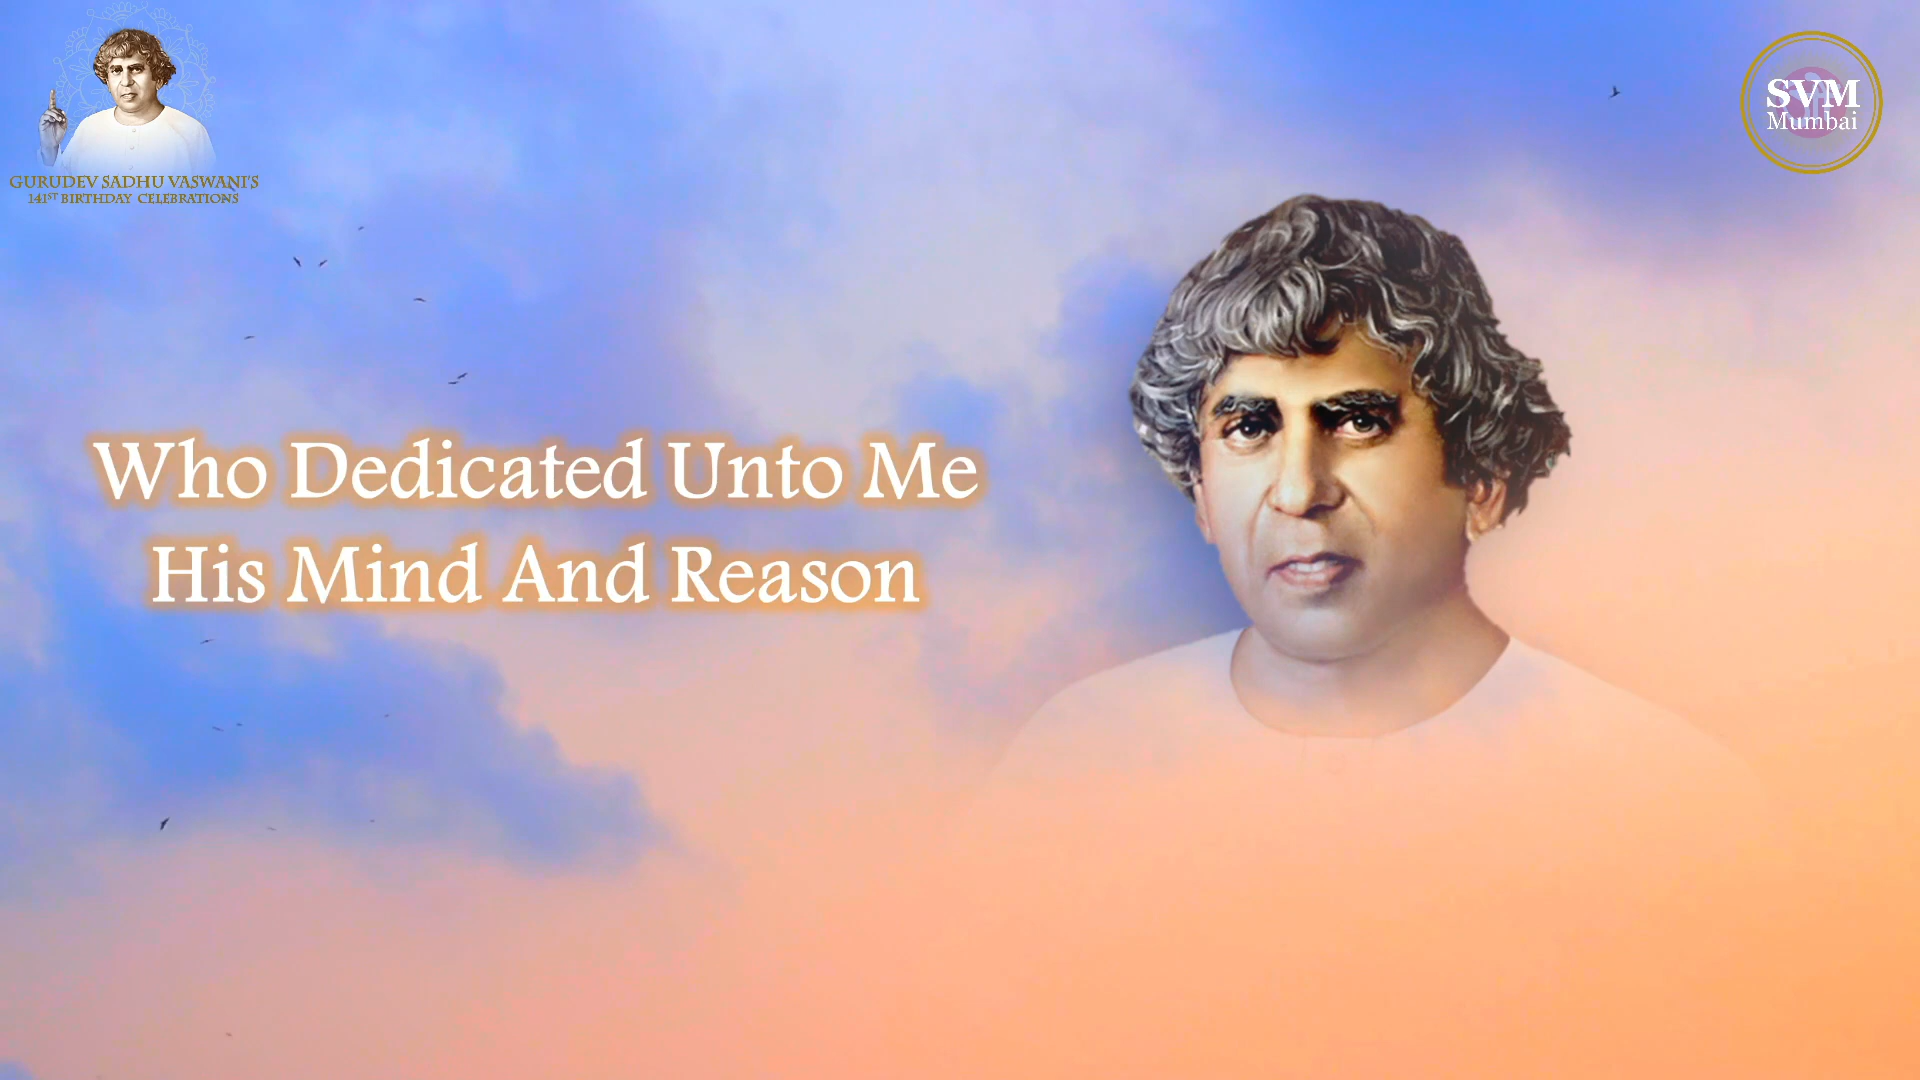 GURUDEV SADHU VASWANI'S
141ST BIRTHDAY CELEBRATIONS
SVM
Mumbai
Who Dedicated Unto Me
His Mind And Reason